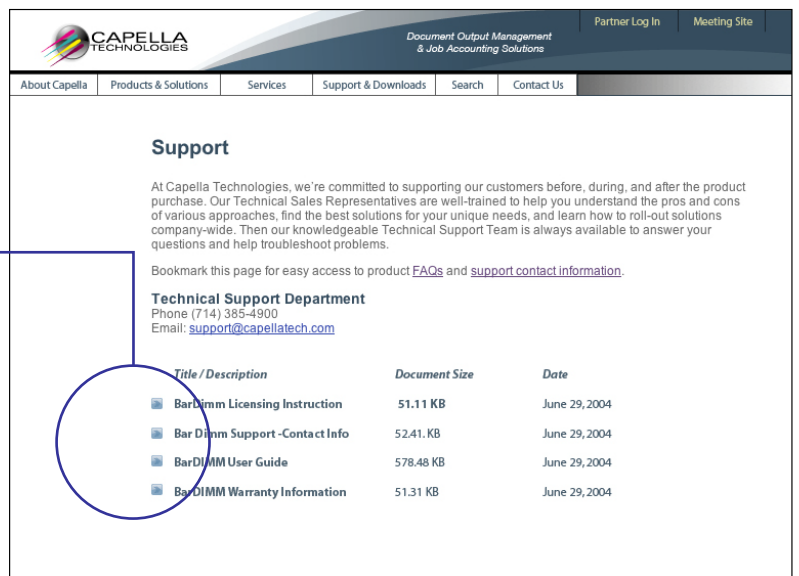 CAPELLA
TECHNOLOGIES
Document Output Management
& Job Accounting Solutions
Partner Log In
Meeting Site
About Capella
Products & Solutions
Services
Support & Downloads
Search
Contact Us
Support
At Capella Technologies, we're committed to supporting our customers before, during, and after the product
purchase. Our Technical Sales Representatives are well-trained to help you understand the pros and cons
of various approaches, find the best solutions for your unique needs, and learn how to roll-out solutions
company-wide. Then our knowledgeable Technical Support Team is always available to answer your
questions and help troubleshoot problems.
Bookmark this page for easy access to product FAQs and support contact information.
Technical Support Department
Phone (714) 385-4900
Email: support@capellatech.com
Title / Description Document Size Date
BarDimm Licensing Instruction 51.11 KB June 29, 2004
Bar Dimm Support -Contact Info 52.41. KB June 29, 2004
BarDIMM User Guide 578.48 KB June 29, 2004
BarDIMM Warranty Information 51.31 KB June 29, 2004